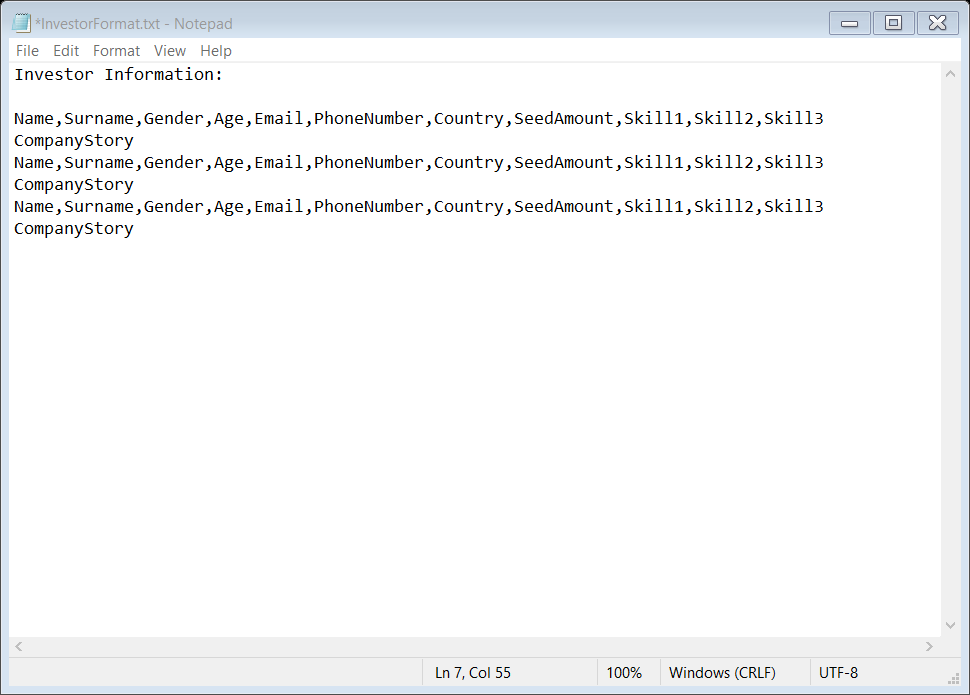 *InvestorFormat.txt - Notepad
File Edit Format View Help
Investor Information:
Name,Surname,Gender,Age,Email,PhoneNumber,Country,SeedAmount,Skill1,Skill2,Skill3
CompanyStory
Name,Surname,Gender,Age,Email,PhoneNumber,Country,SeedAmount,Skill1,Skill2,Skill3
CompanyStory
Name,Surname,Gender,Age,Email,PhoneNumber,Country,SeedAmount,Skill1,Skill2,Skill3
CompanyStory
Ln 7, Col 55 100% Windows (CRLF) UTF-8